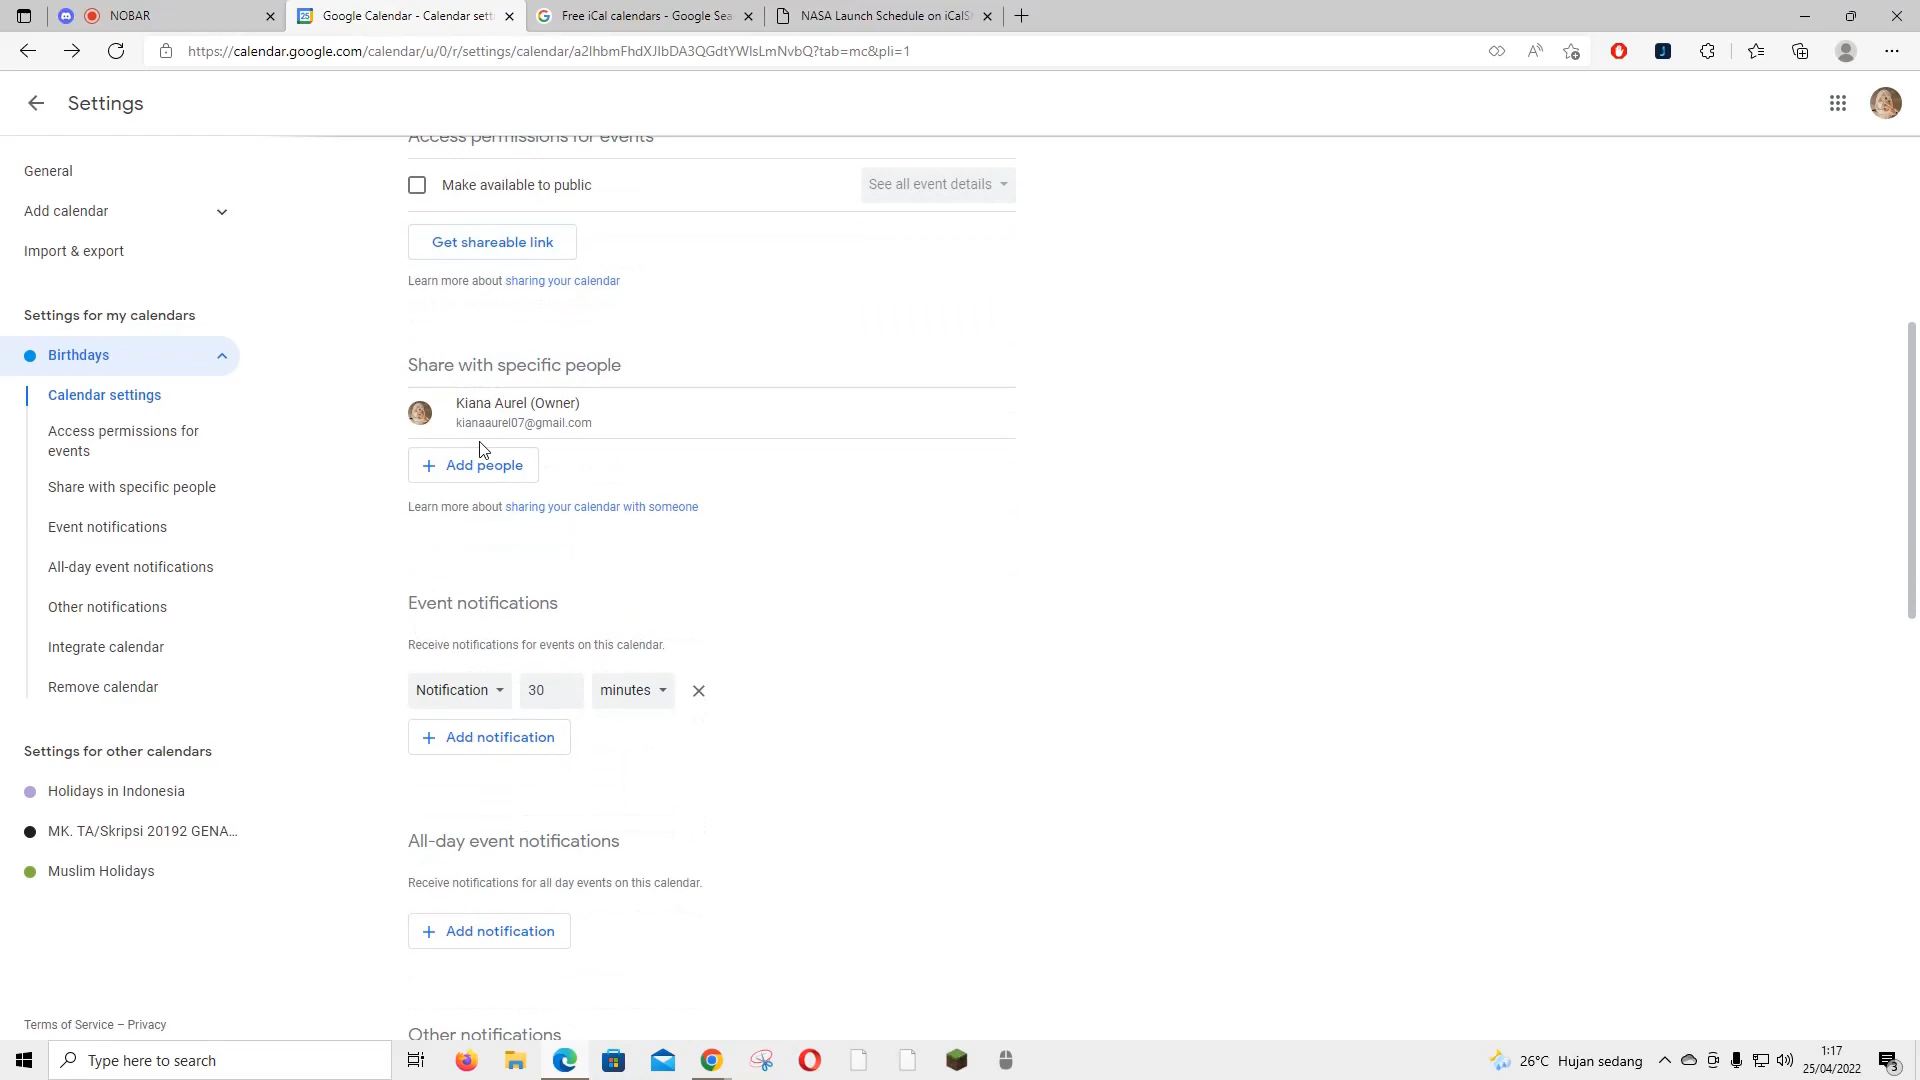 NOBAR
Google Calendar - Calendar sett
Free iCal calendars - Google Sea
NASA Launch Schedule on iCalS
https://calendar.google.com/calendar/u/0/r/settings/calendar/a2lhbmFhdXJlbDA3QGdtYWlsLmNvbQ?tab=mc&pli=1
Settings
General
Add calendar
Import & export
Settings for my calendars
Birthdays
Calendar settings
Access permissions for
events
Share with specific people
Event notifications
All-day event notifications
Other notifications
Integrate calendar
Remove calendar
Settings for other calendars
Holidays in Indonesia
MK. TA/Skripsi 20192 GENA...
Muslim Holidays
Terms of Service – Privacy
Access permissions for events
Make available to public
See all event details
Get shareable link
Learn more about sharing your calendar
Share with specific people
Kiana Aurel (Owner)
kianaaurel07@gmail.com
+ Add people
Learn more about sharing your calendar with someone
Event notifications
Receive notifications for events on this calendar.
Notification 30 minutes
+ Add notification
All-day event notifications
Receive notifications for all day events on this calendar.
+ Add notification
Other notifications
Type here to search
26°C Hujan sedang
1:17
25/04/2022
3